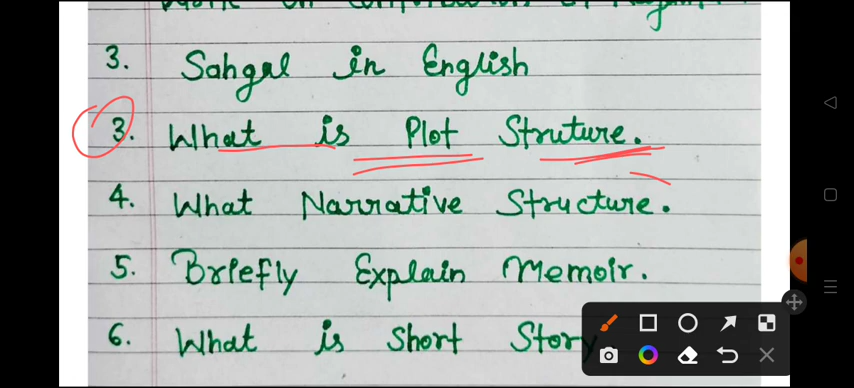 3. Sahgal in English
3. What is Plot Struture.
4. What Narrative Structure.
5. Briefly Explain Memoir.
6. What is Short Story